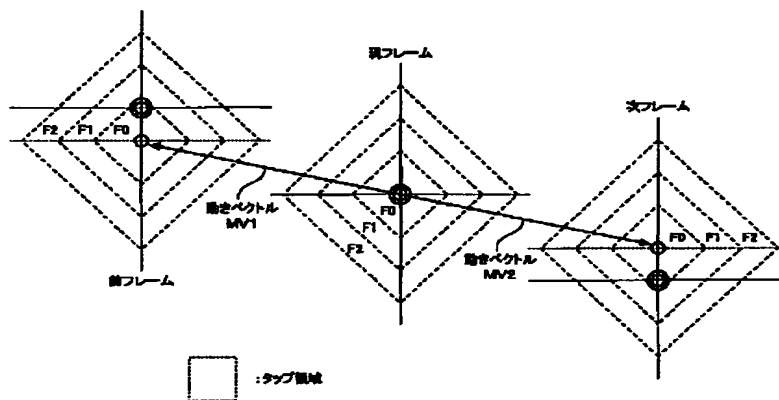 現フレーム
次フレーム
F2 F1 F0
動きベクトル
MV1
前フレーム
F0
F1
F2
動きベクトル
MV2
F0 F1 F2
:タップ領域